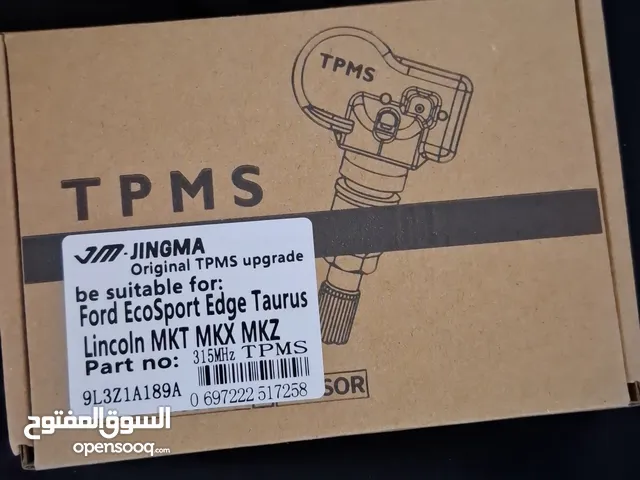 TPMS
TPMS
JM-JINGMA
Original TPMS upgrade
be suitable for:
Ford EcoSport Edge Taurus
Lincoln MKT MKX MKZ
Part no: 315MHz TPMS
9L3Z1A189A 0 697222 517258
SOR
السوق المفتوح
opensooq.com